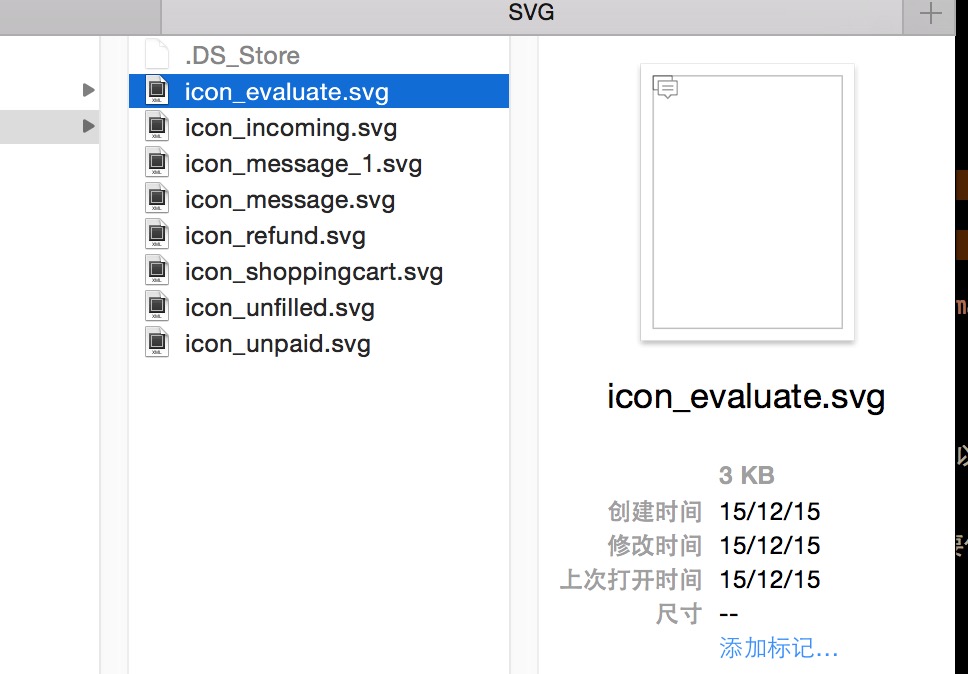 SVG
.DS_Store
icon_evaluate.svg
icon_incoming.svg
icon_message_1.svg
icon_message.svg
icon_refund.svg
icon_shoppingcart.svg
icon_unfilled.svg
icon_unpaid.svg
icon_evaluate.svg
3 KB
创建时间 15/12/15
修改时间 15/12/15
上次打开时间 15/12/15
尺寸 --
添加标记...